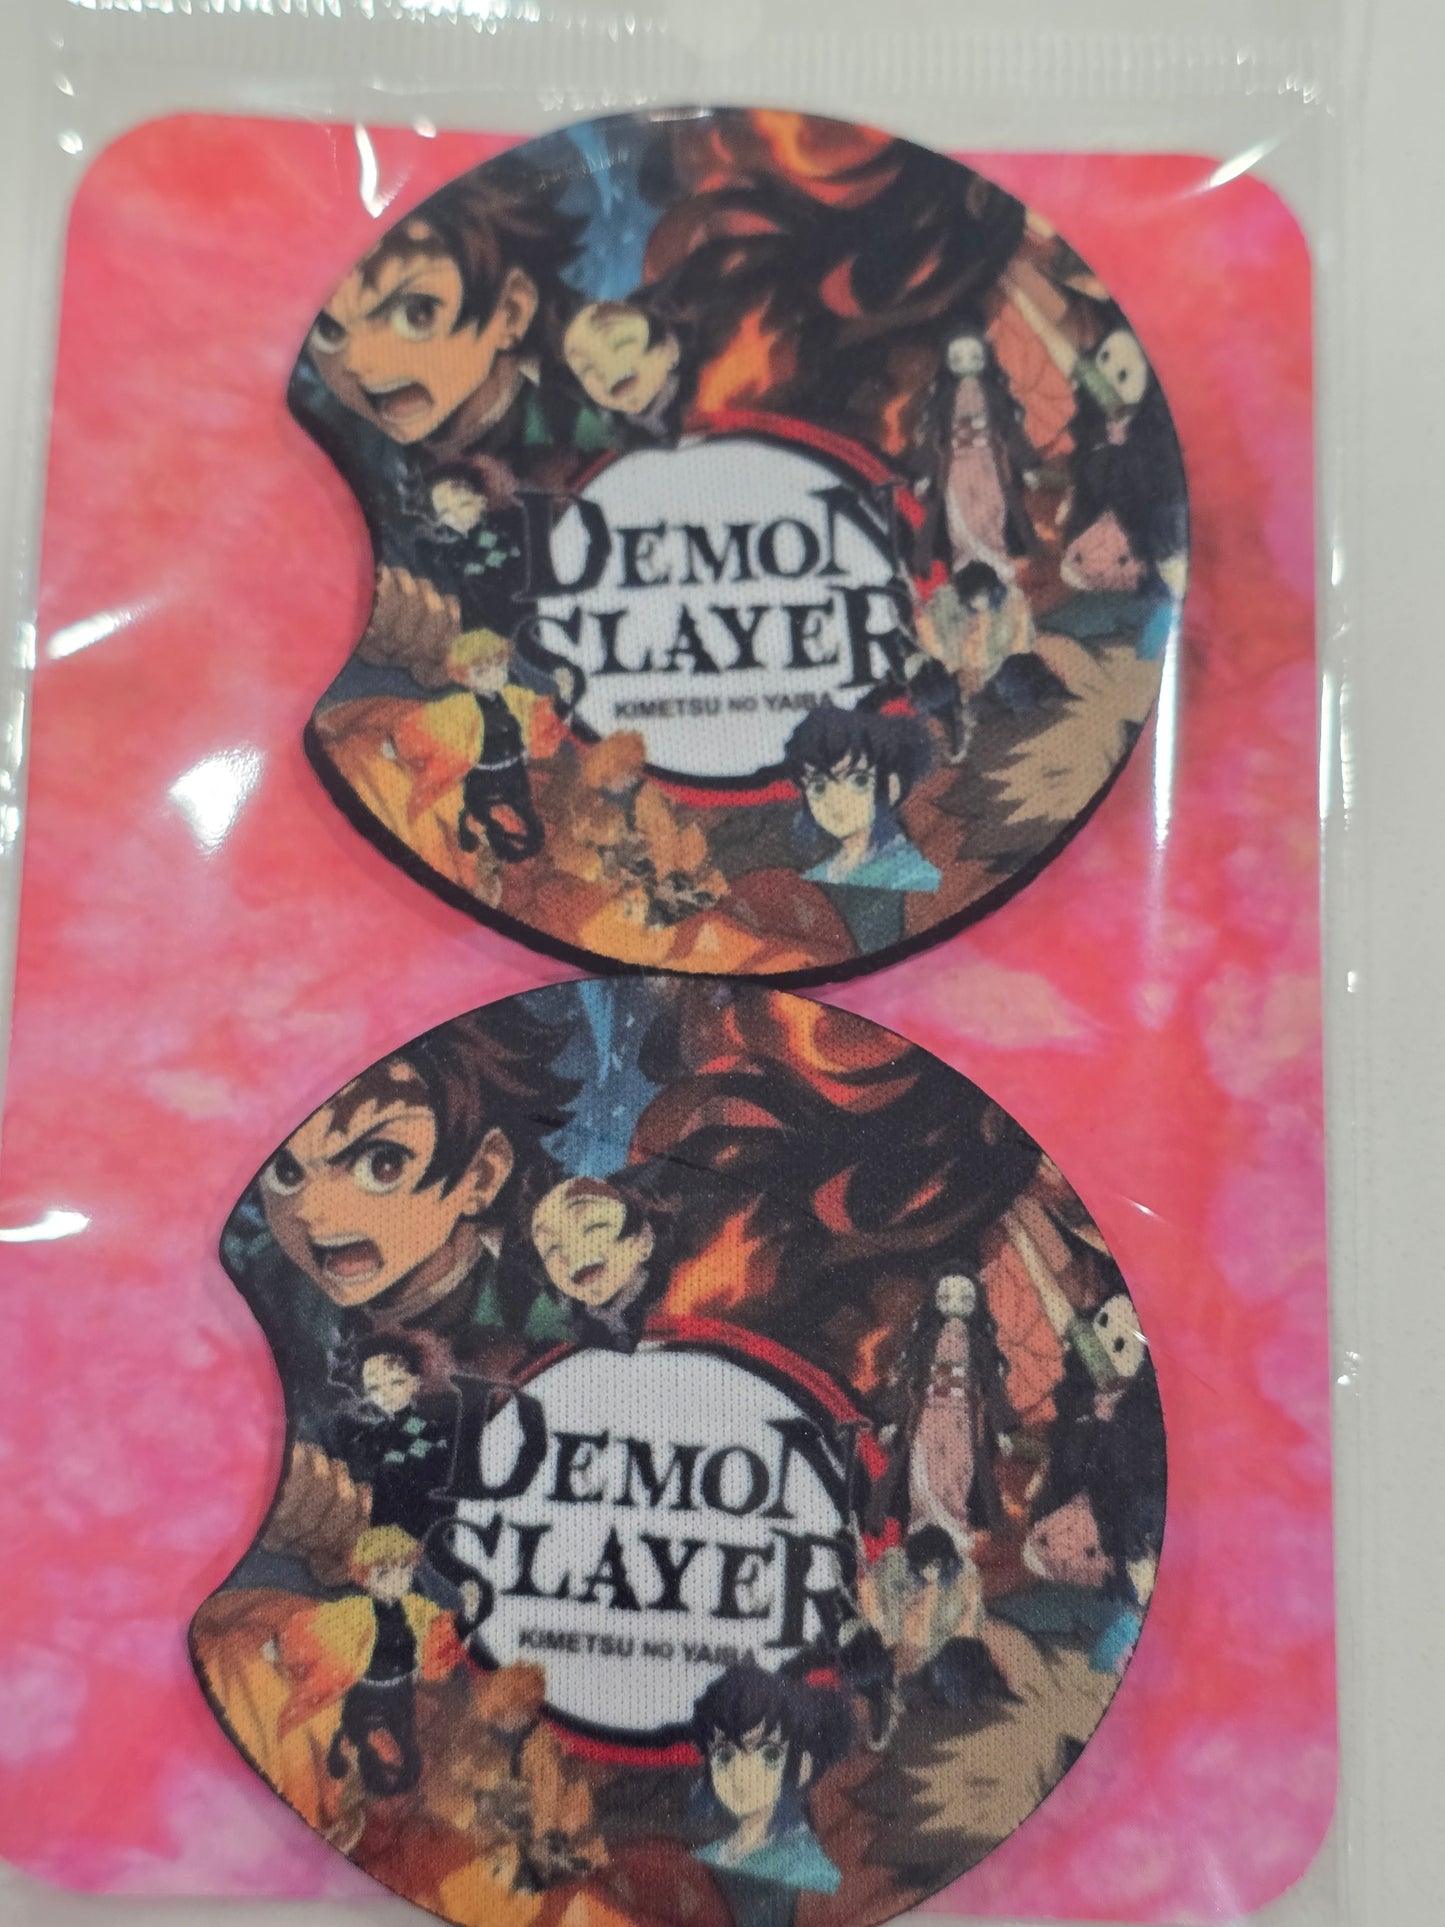 DEMON
SLAYER
KIMETSU NO YAIBA
DEMON
SLAYER
KIMETSU NO YAIBA